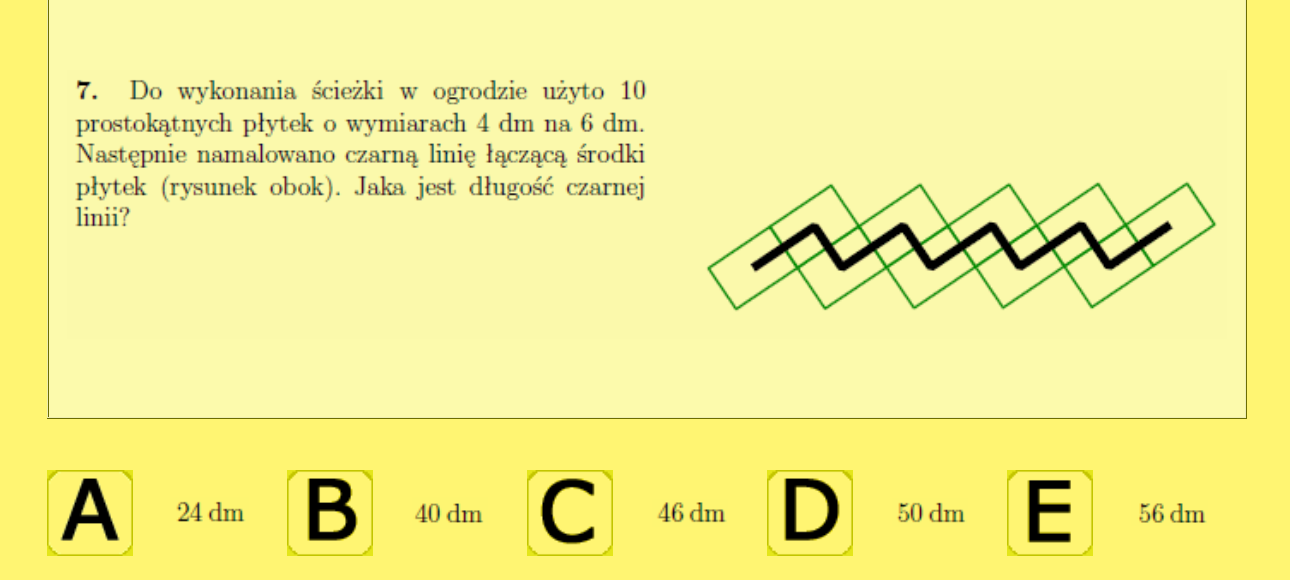 7. Do wykonania ścieżki w ogrodzie użyto 10
prostokątnych płytek o wymiarach 4 dm na 6 dm.
Następnie namalowano czarną linię łączącą środki
płytek (rysunek obok). Jaka jest długość czarnej
linii?
A 24 dm B 40 dm C 46 dm D 50 dm E 56 dm